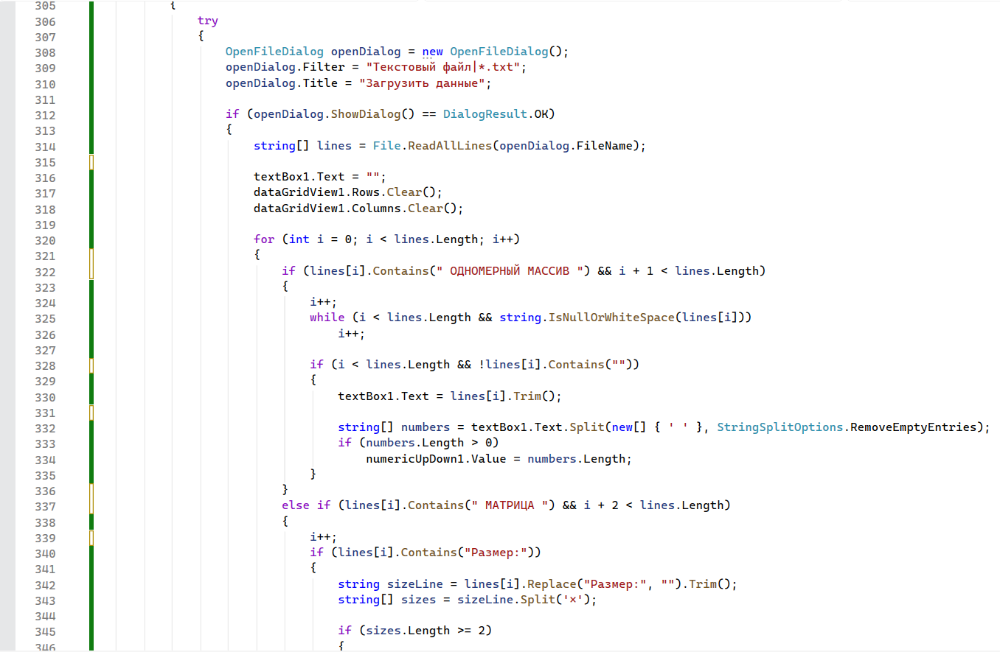 305 {
306 try
307 {
308 OpenFileDialog openDialog = new OpenFileDialog();
309 openDialog.Filter = "Текстовый файл|*.txt";
310 openDialog.Title = "Загрузить данные";
311
312 if (openDialog.ShowDialog() == DialogResult.OK)
313 {
314 string[] lines = File.ReadAllLines(openDialog.FileName);
315
316 textBox1.Text = "";
317 dataGridView1.Rows.Clear();
318 dataGridView1.Columns.Clear();
319
320 for (int i = 0; i < lines.Length; i++)
321 {
322 if (lines[i].Contains(" ОДНОМЕРНЫЙ МАССИВ ") && i + 1 < lines.Length)
323 {
324 i++;
325 while (i < lines.Length && string.IsNullOrWhiteSpace(lines[i]))
326 i++;
327
328 if (i < lines.Length && !lines[i].Contains(""))
329 {
330 textBox1.Text = lines[i].Trim();
331
332 string[] numbers = textBox1.Text.Split(new[] { ' ' }, StringSplitOptions.RemoveEmptyEntries);
333 if (numbers.Length > 0)
334 numericUpDown1.Value = numbers.Length;
335 }
336 }
337 else if (lines[i].Contains(" МАТРИЦА ") && i + 2 < lines.Length)
338 {
339 i++;
340 if (lines[i].Contains("Размер:"))
341 {
342 string sizeLine = lines[i].Replace("Размер:", "").Trim();
343 string[] sizes = sizeLine.Split('×');
344
345 if (sizes.Length >= 2)
346 {